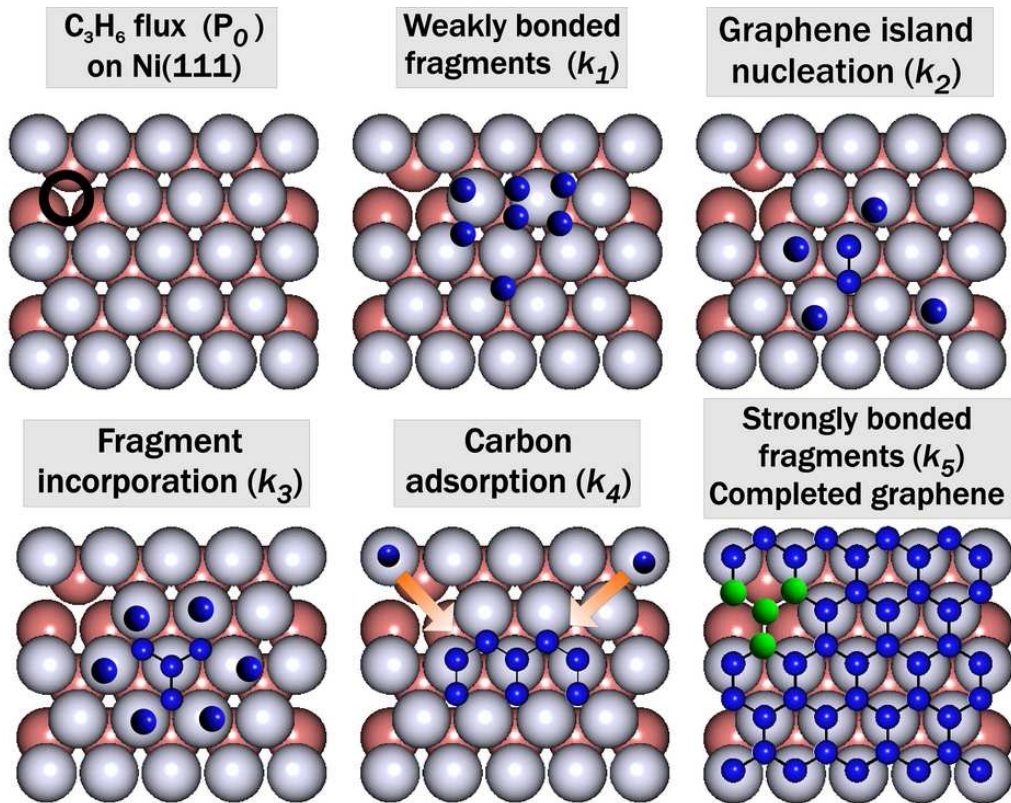 C₃H₆ flux (P₀)
on Ni(111)
Weakly bonded
fragments (k₁)
Graphene island
nucleation (k₂)
Fragment
incorporation (k₃)
Carbon
adsorption (k₄)
Strongly bonded
fragments (k₅)
Completed graphene